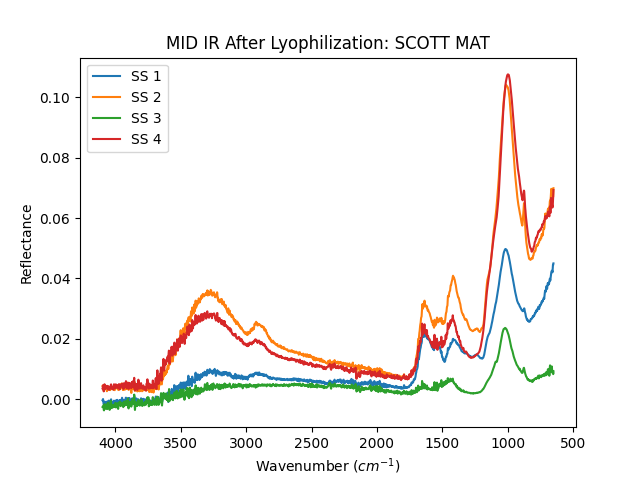 MID IR After Lyophilization: SCOTT MAT
SS 1
SS 2
SS 3
SS 4
0.10
0.08
0.06
0.04
0.02
0.00
Reflectance
4000 3500 3000 2500 2000 1500 1000 500
Wavenumber (cm⁻¹)